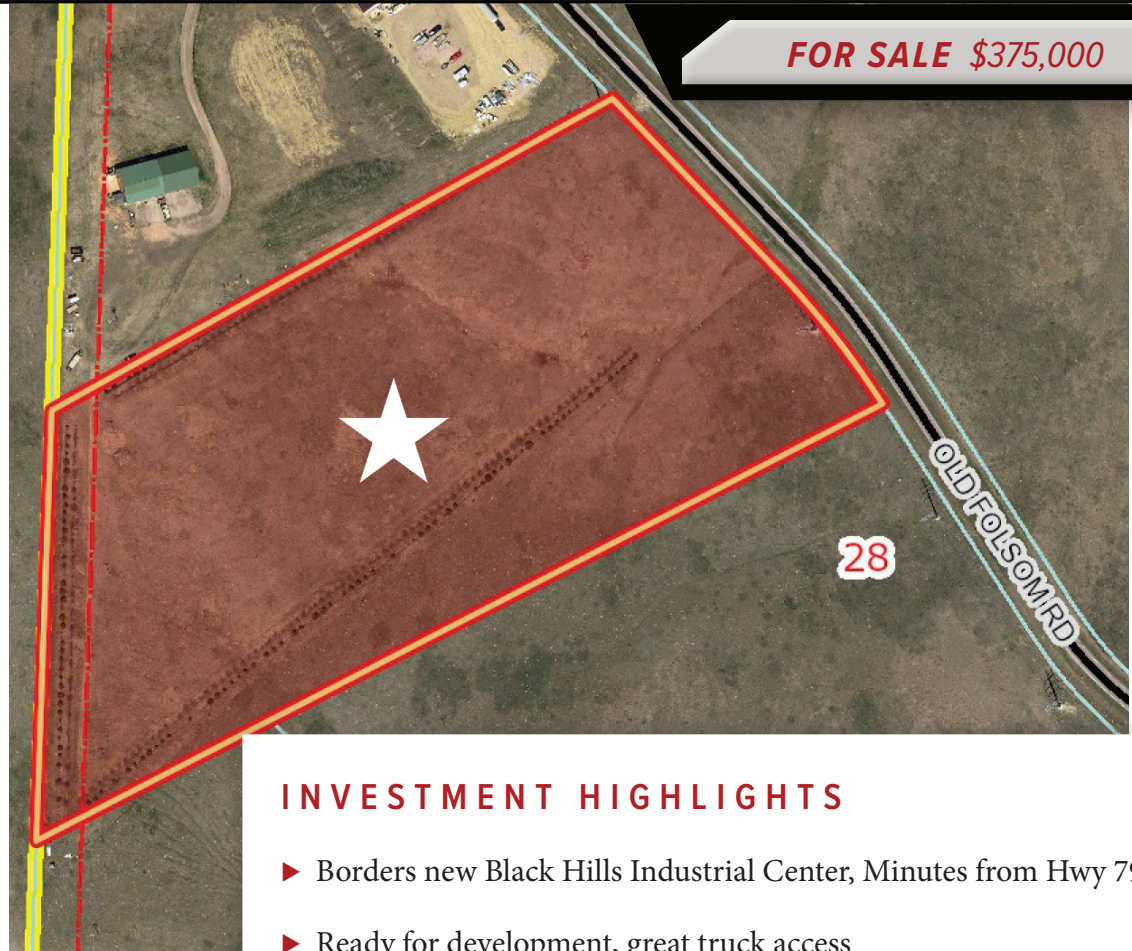 FOR SALE $375,000
OLD FOLSOM RD
28
INVESTMENT HIGHLIGHTS
▶ Borders new Black Hills Industrial Center, Minutes from Hwy 79
▶ Ready for development, great truck access